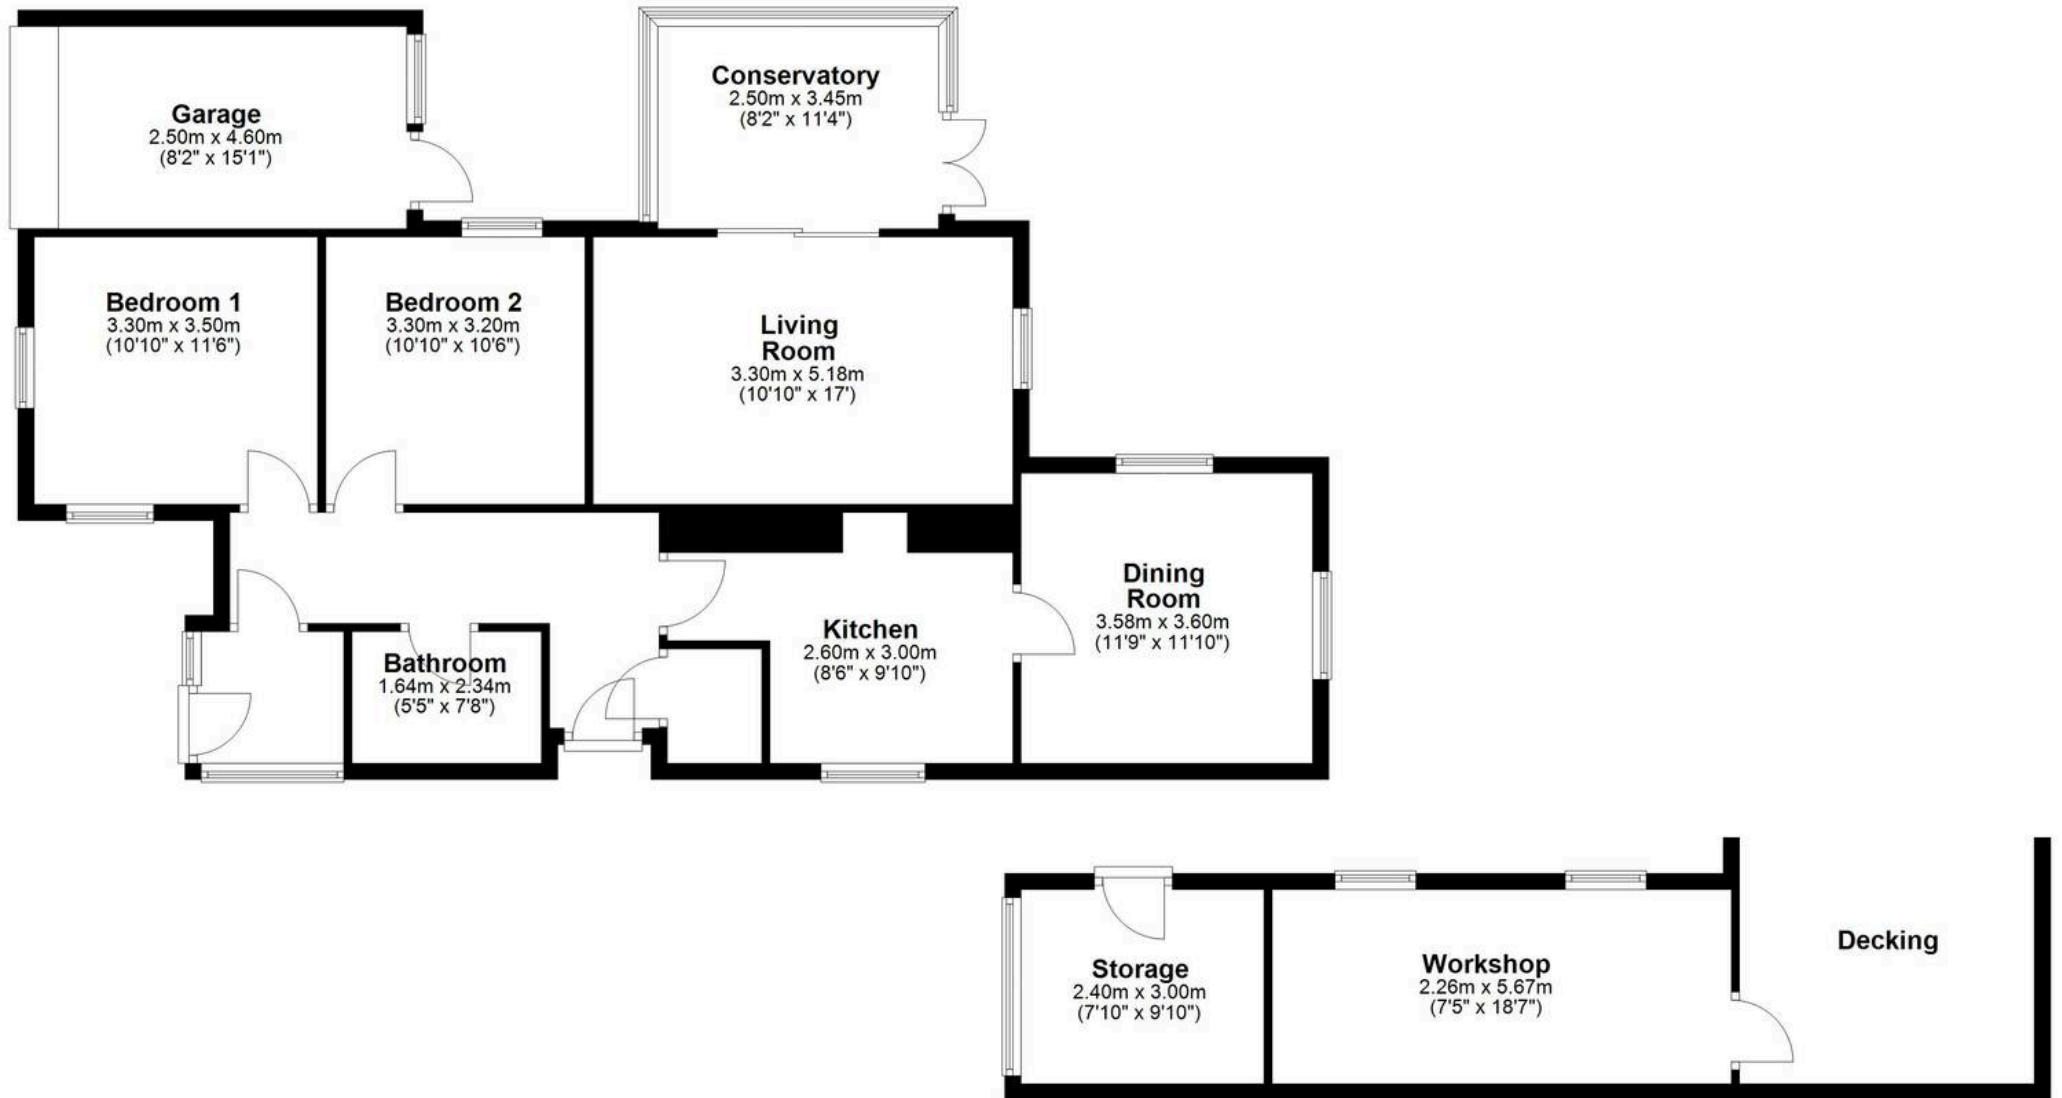 Garage
2.50m x 4.60m
(8'2" x 15'1")
Conservatory
2.50m x 3.45m
(8'2" x 11'4")
Bedroom 1
3.30m x 3.50m
(10'10" x 11'6")
Bedroom 2
3.30m x 3.20m
(10'10" x 10'6")
Living
Room
3.30m x 5.18m
(10'10" x 17')
Dining
Room
3.58m x 3.60m
(11'9" x 11'10")
Kitchen
2.60m x 3.00m
(8'6" x 9'10")
Bathroom
1.64m x 2.34m
(5'5" x 7'8")
Storage
2.40m x 3.00m
(7'10" x 9'10")
Workshop
2.26m x 5.67m
(7'5" x 18'7")
Decking